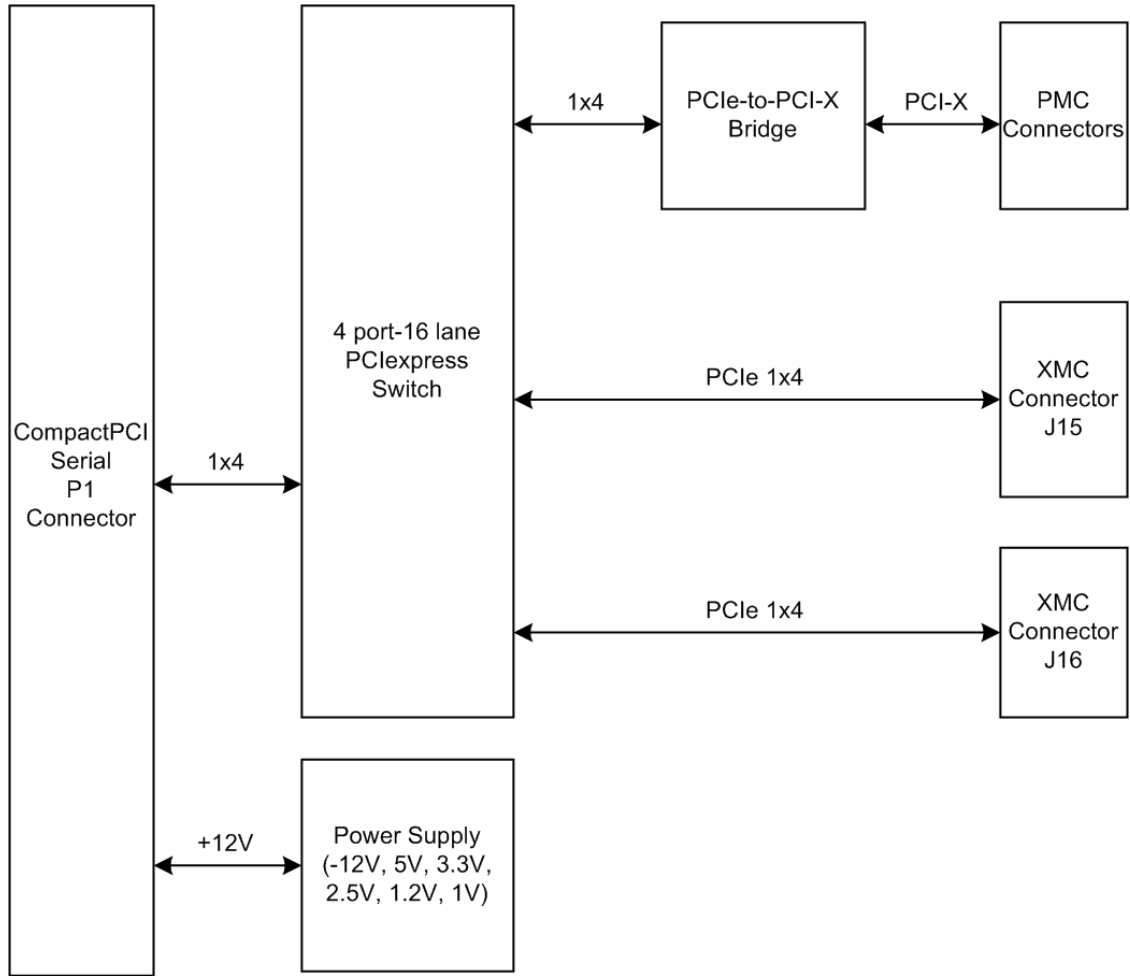 CompactPCI
Serial
P1
Connector
1x4
+12V
4 port-16 lane
PCIexpress
Switch
Power Supply
(-12V, 5V, 3.3V,
2.5V, 1.2V, 1V)
1x4
PCIe-to-PCI-X
Bridge
PCI-X
PMC
Connectors
PCIe 1x4
XMC
Connector
J15
PCIe 1x4
XMC
Connector
J16